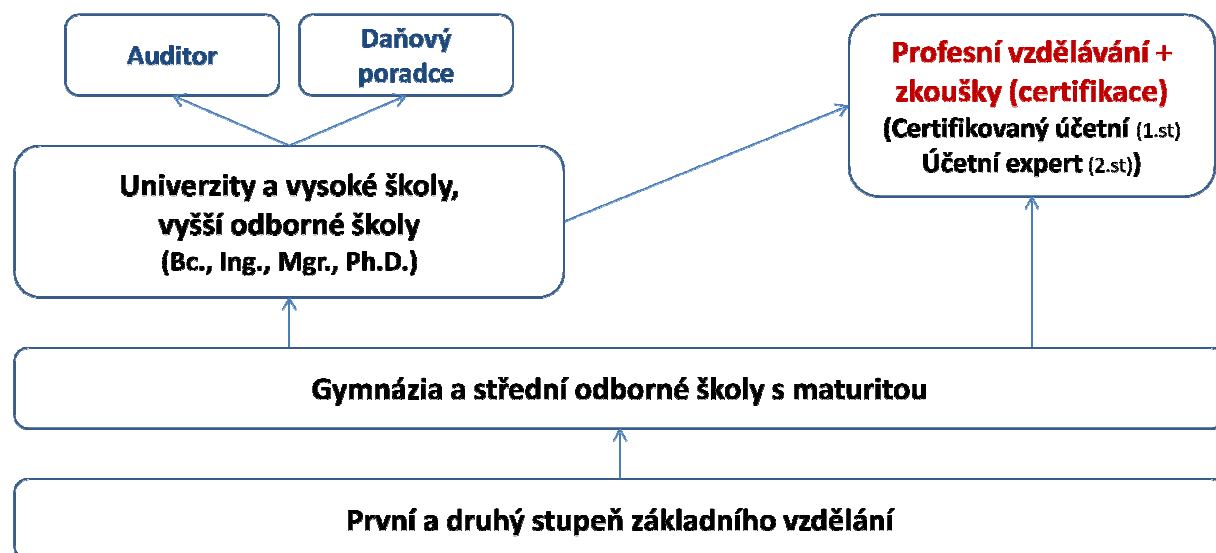 Auditor
Daňový
poradce
Profesní vzdělávání +
zkoušky (certifikace)
(Certifikovaný účetní (1.st)
Účetní expert (2.st))
Univerzity a vysoké školy,
vyšší odborné školy
(Bc., Ing., Mgr., Ph.D.)
Gymnázia a střední odborné školy s maturitou
První a druhý stupeň základního vzdělání